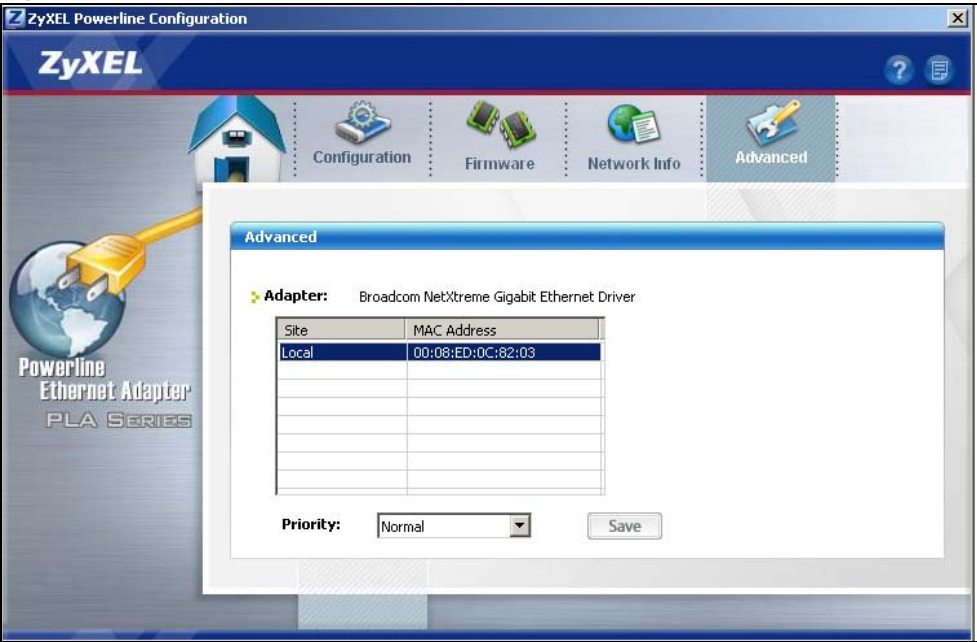 ZyXEL Powerline Configuration
ZyXEL
Configuration
Firmware
Network Info
Advanced
Advanced
Adapter: Broadcom NetXtreme Gigabit Ethernet Driver
Site MAC Address
Local 00:08:ED:0C:82:03
Powerline
Ethernet Adapter
PLA SERIES
Priority: Normal Save